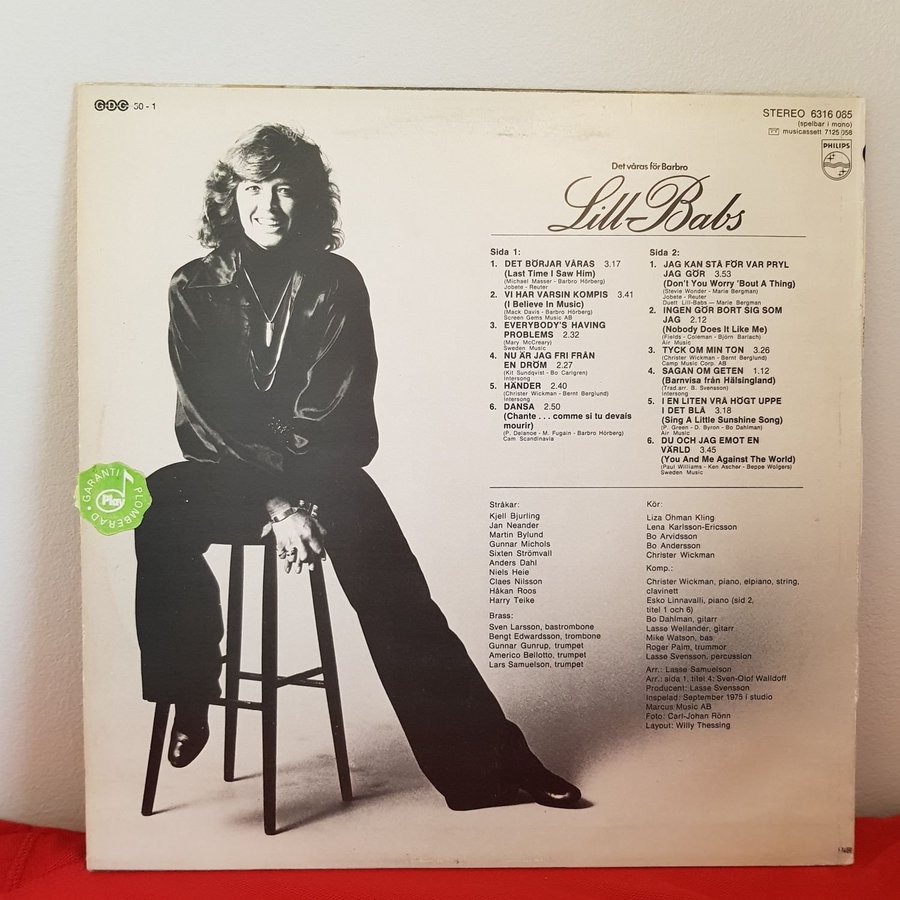 GDC 50 - 1
STEREO 6316 085
(spelbar i mono)
musicassett 7125 058
PHILIPS
Det våras för Barbro
Lill-Babs
Sida 1:
1. DET BÖRJAR VÅRAS 3.17
(Last Time I Saw Him)
(Michael Masser - Barbro Hörberg)
Jobete - Reuter
2. VI HAR VARSIN KOMPIS 3.41
(I Believe In Music)
(Mack Davis - Barbro Hörberg)
Screen Gems Music AB
3. EVERYBODY'S HAVING
PROBLEMS 2.32
(Mary McCreary)
Sweden Music
4. NU ÄR JAG FRI FRÅN
EN DRÖM 2.27
(Kit Sundqvist - Bo Carlgren)
Intersong
5. HÄNDER 2.40
(Christer Wickman - Bernt Berglund)
Intersong
6. DANSA 2.50
(Chante . . . comme si tu devais
mourir)
(P. Delanoe - M. Fugain - Barbro Hörberg)
Cam Scandinavia
Sida 2:
1. JAG KAN STÅ FÖR VAR PRYL
JAG GÖR 3.53
(Don't You Worry 'Bout A Thing)
(Stevie Wonder - Marie Bergman)
Jobete - Reuter
Duett Lill-Babs — Marie Bergman
2. INGEN GÖR BORT SIG SOM
JAG 2.12
(Nobody Does It Like Me)
(Fields - Coleman - Björn Barlach)
Air Music
3. TYCK OM MIN TON 3.26
(Christer Wickman - Bernt Berglund)
Camp Music Corp. AB
4. SAGAN OM GETEN 1.12
(Barnvisa från Hälsingland)
(Trad.arr. B. Svensson)
Intersong
5. I EN LITEN VRÅ HÖGT UPPE
I DET BLÅ 3.18
(Sing A Little Sunshine Song)
(P. Green - D. Byron - Bo Dahlman)
Air Music
6. DU OCH JAG EMOT EN
VÄRLD 3.45
(You And Me Against The World)
(Paul Williams - Ken Ascher - Beppe Wolgers)
Sweden Music
GARANTI PLOMBERAD
Play
Stråkar:
Kjell Bjurling
Jan Neander
Martin Bylund
Gunnar Michols
Sixten Strömvall
Anders Dahl
Niels Heie
Claes Nilsson
Håkan Roos
Harry Teike
Brass:
Sven Larsson, bastrombone
Bengt Edwardsson, trombone
Gunnar Gunrup, trumpet
Americo Bellotto, trumpet
Lars Samuelson, trumpet
Kör:
Liza Öhman Kling
Lena Karlsson-Ericsson
Bo Arvidsson
Bo Andersson
Christer Wickman
Komp.:
Christer Wickman, piano, elpiano, string,
clavinett
Esko Linnavalli, piano (sid 2,
titel 1 och 6)
Bo Dahlman, gitarr
Lasse Wellander, gitarr
Mike Watson, bas
Roger Palm, trummor
Lasse Svensson, percussion
Arr.: Lasse Samuelson
Arr.: sida 1, titel 4: Sven-Olof Walldoff
Producent: Lasse Svensson
Inspelad: September 1975 i studio
Marcus Music AB
Foto: Carl-Johan Rönn
Layout: Willy Thessing